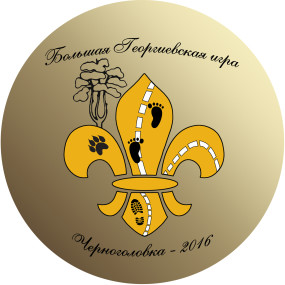 Большая Георгиевская игра
Черноголовка - 2016